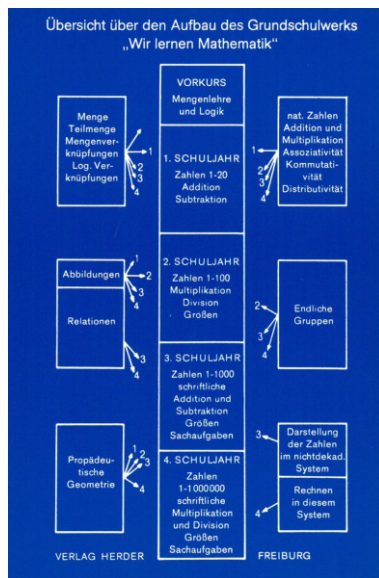 Übersicht über den Aufbau des Grundschulwerks
„Wir lernen Mathematik“
Menge
Teilmenge
Mengenver-
knüpfungen
Log. Ver-
knüpfungen
1
2
3
4
VORKURS
Mengenlehre
und Logik
1. SCHULJAHR
Zahlen 1-20
Addition
Subtraktion
1
2
3
4
nat. Zahlen
Addition und
Multiplikation
Assoziativität
Kommutati-
vität
Distributivität
Abbildungen
1
2
3
4
Relationen
3
4
2. SCHULJAHR
Zahlen 1-100
Multiplikation
Division
Größen
2
3
4
Endliche
Gruppen
3. SCHULJAHR
Zahlen 1-1000
schriftliche
Addition und
Subtraktion
Größen
Sachaufgaben
Propädeu-
tische
Geometrie
1
2
3
4
4. SCHULJAHR
Zahlen
1-1000000
schriftliche
Multiplikation
und Division
Größen
Sachaufgaben
3
Darstellung
der Zahlen
im nichtdekad.
System
4
Rechnen
in diesem
System
VERLAG HERDER
FREIBURG